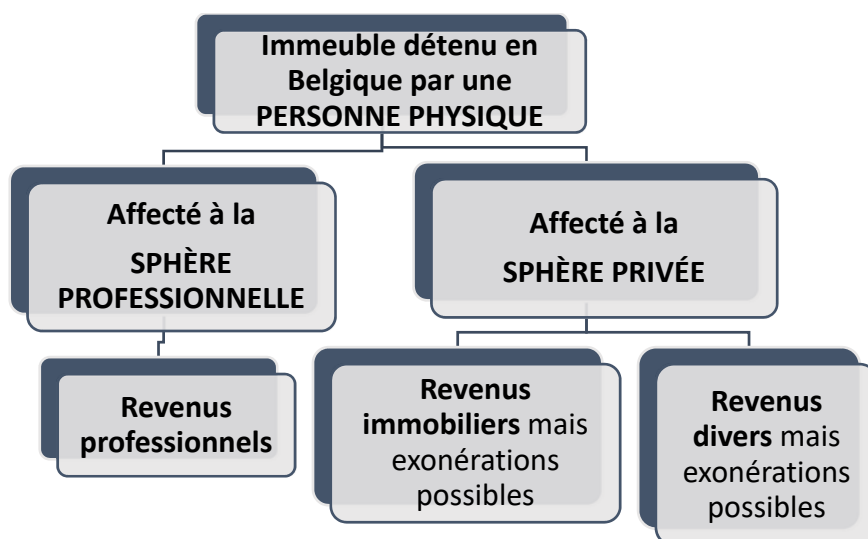 Immeuble détenu en
Belgique par une
PERSONNE PHYSIQUE
Affecté à la
SPHÈRE
PROFESSIONNELLE
Affecté à la
SPHÈRE PRIVÉE
Revenus
professionnels
Revenus
immobiliers mais
exonérations
possibles
Revenus
divers mais
exonérations
possibles